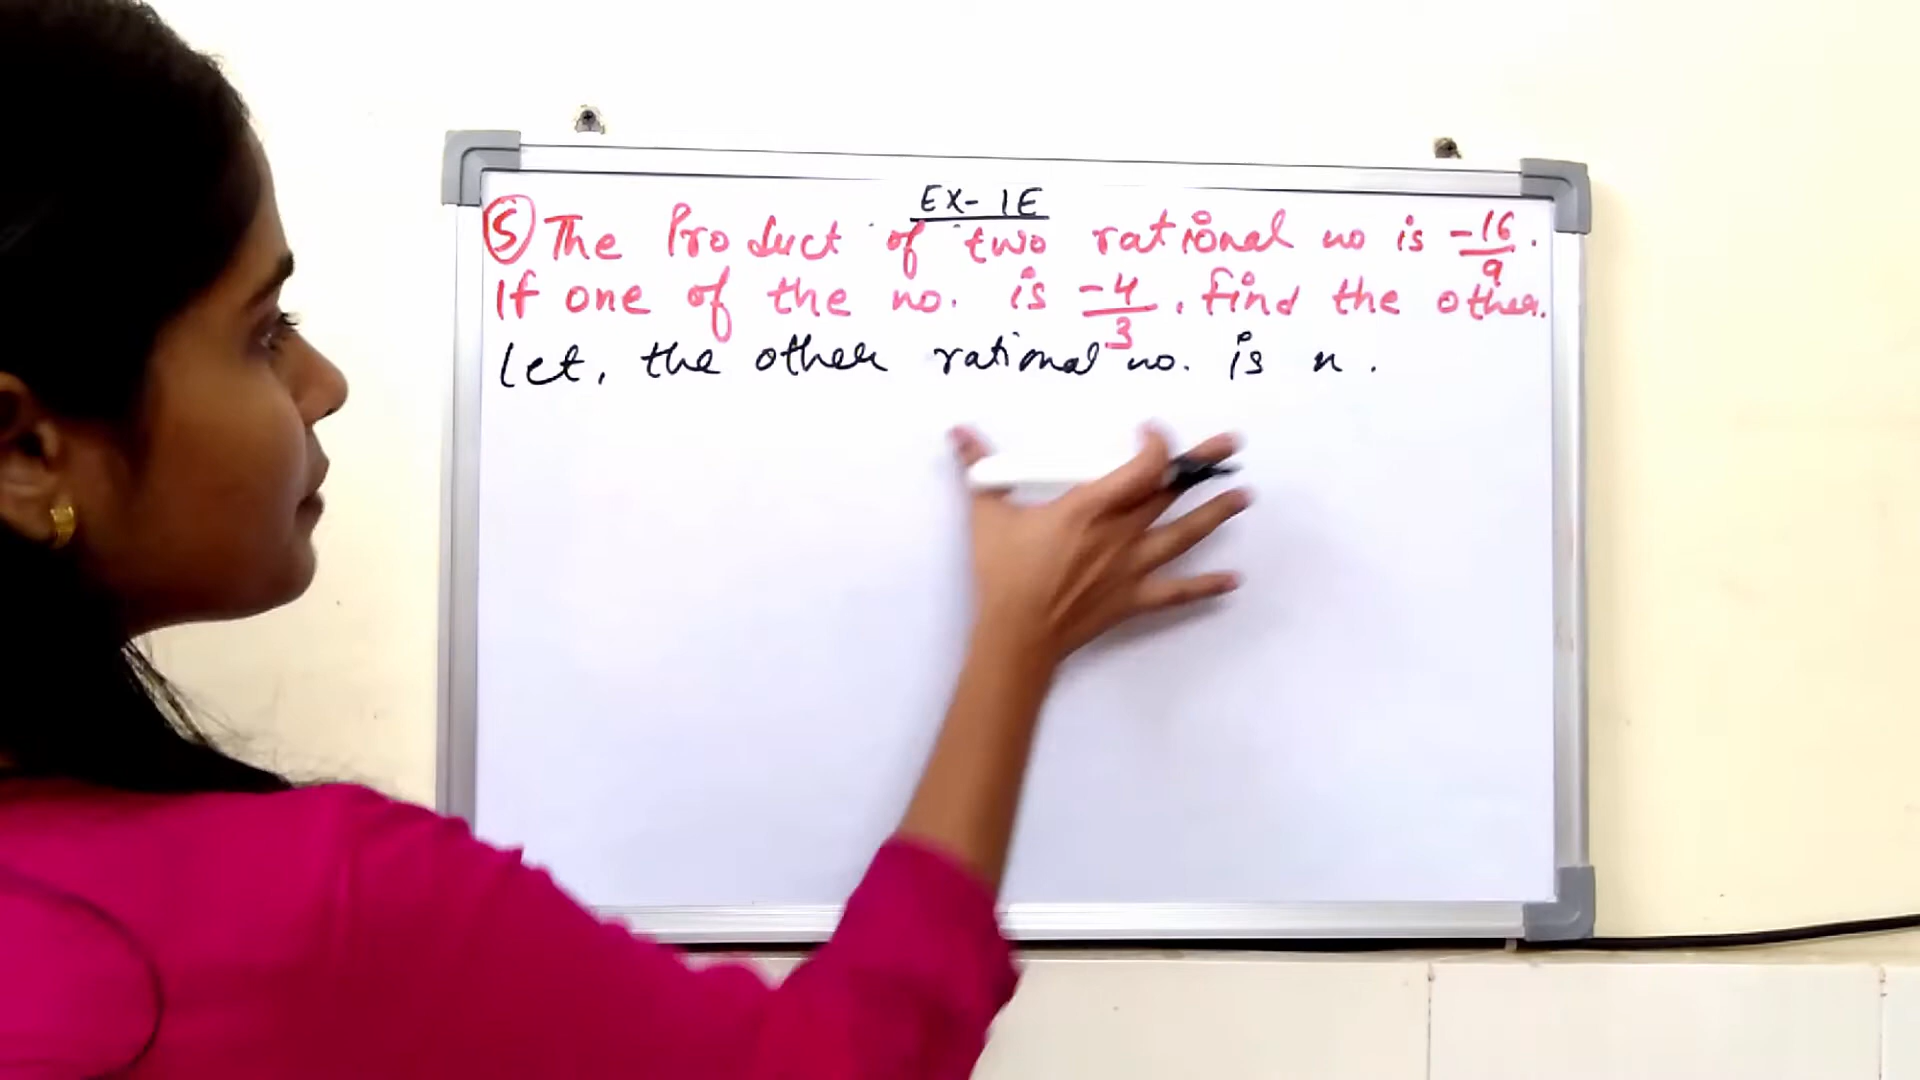 EX- 1E
5 The Product of two rational no is -16/9.
If one of the no. is -4/3. find the other.
Let, the other rational no. is x.